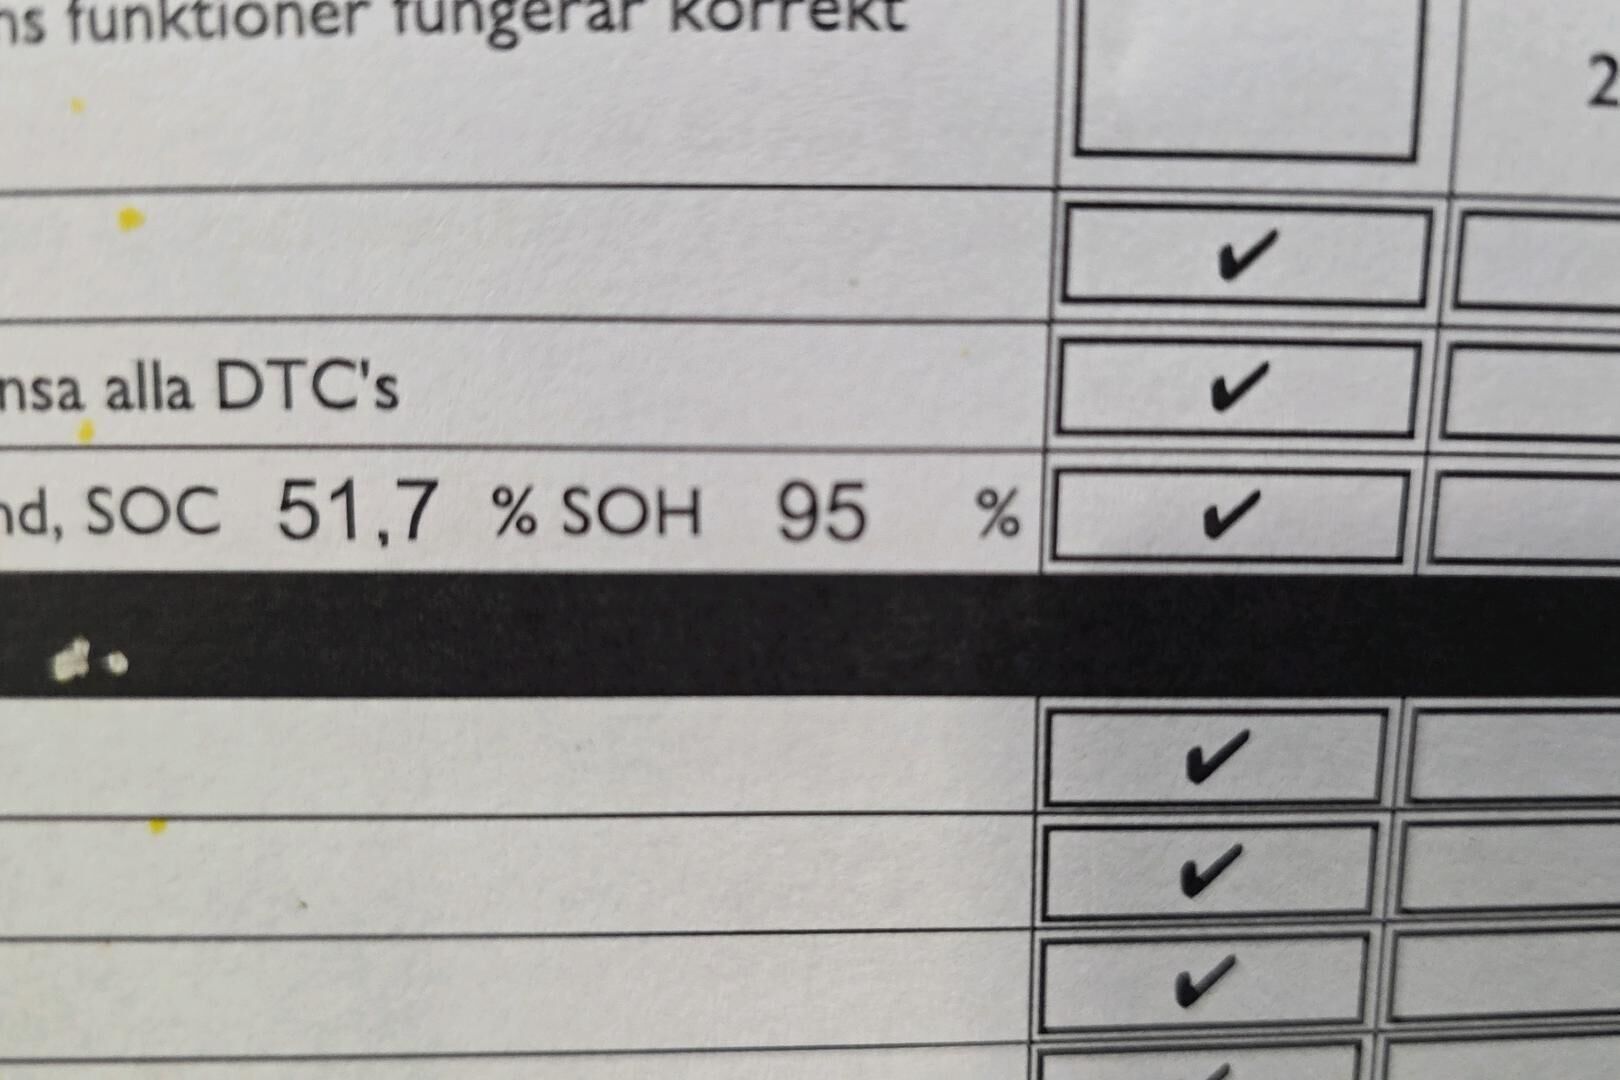 ns funktioner fungerar korrekt
2
✔
nsa alla DTC's ✔
nd, SOC 51,7 % SOH 95 % ✔
✔
✔
✔